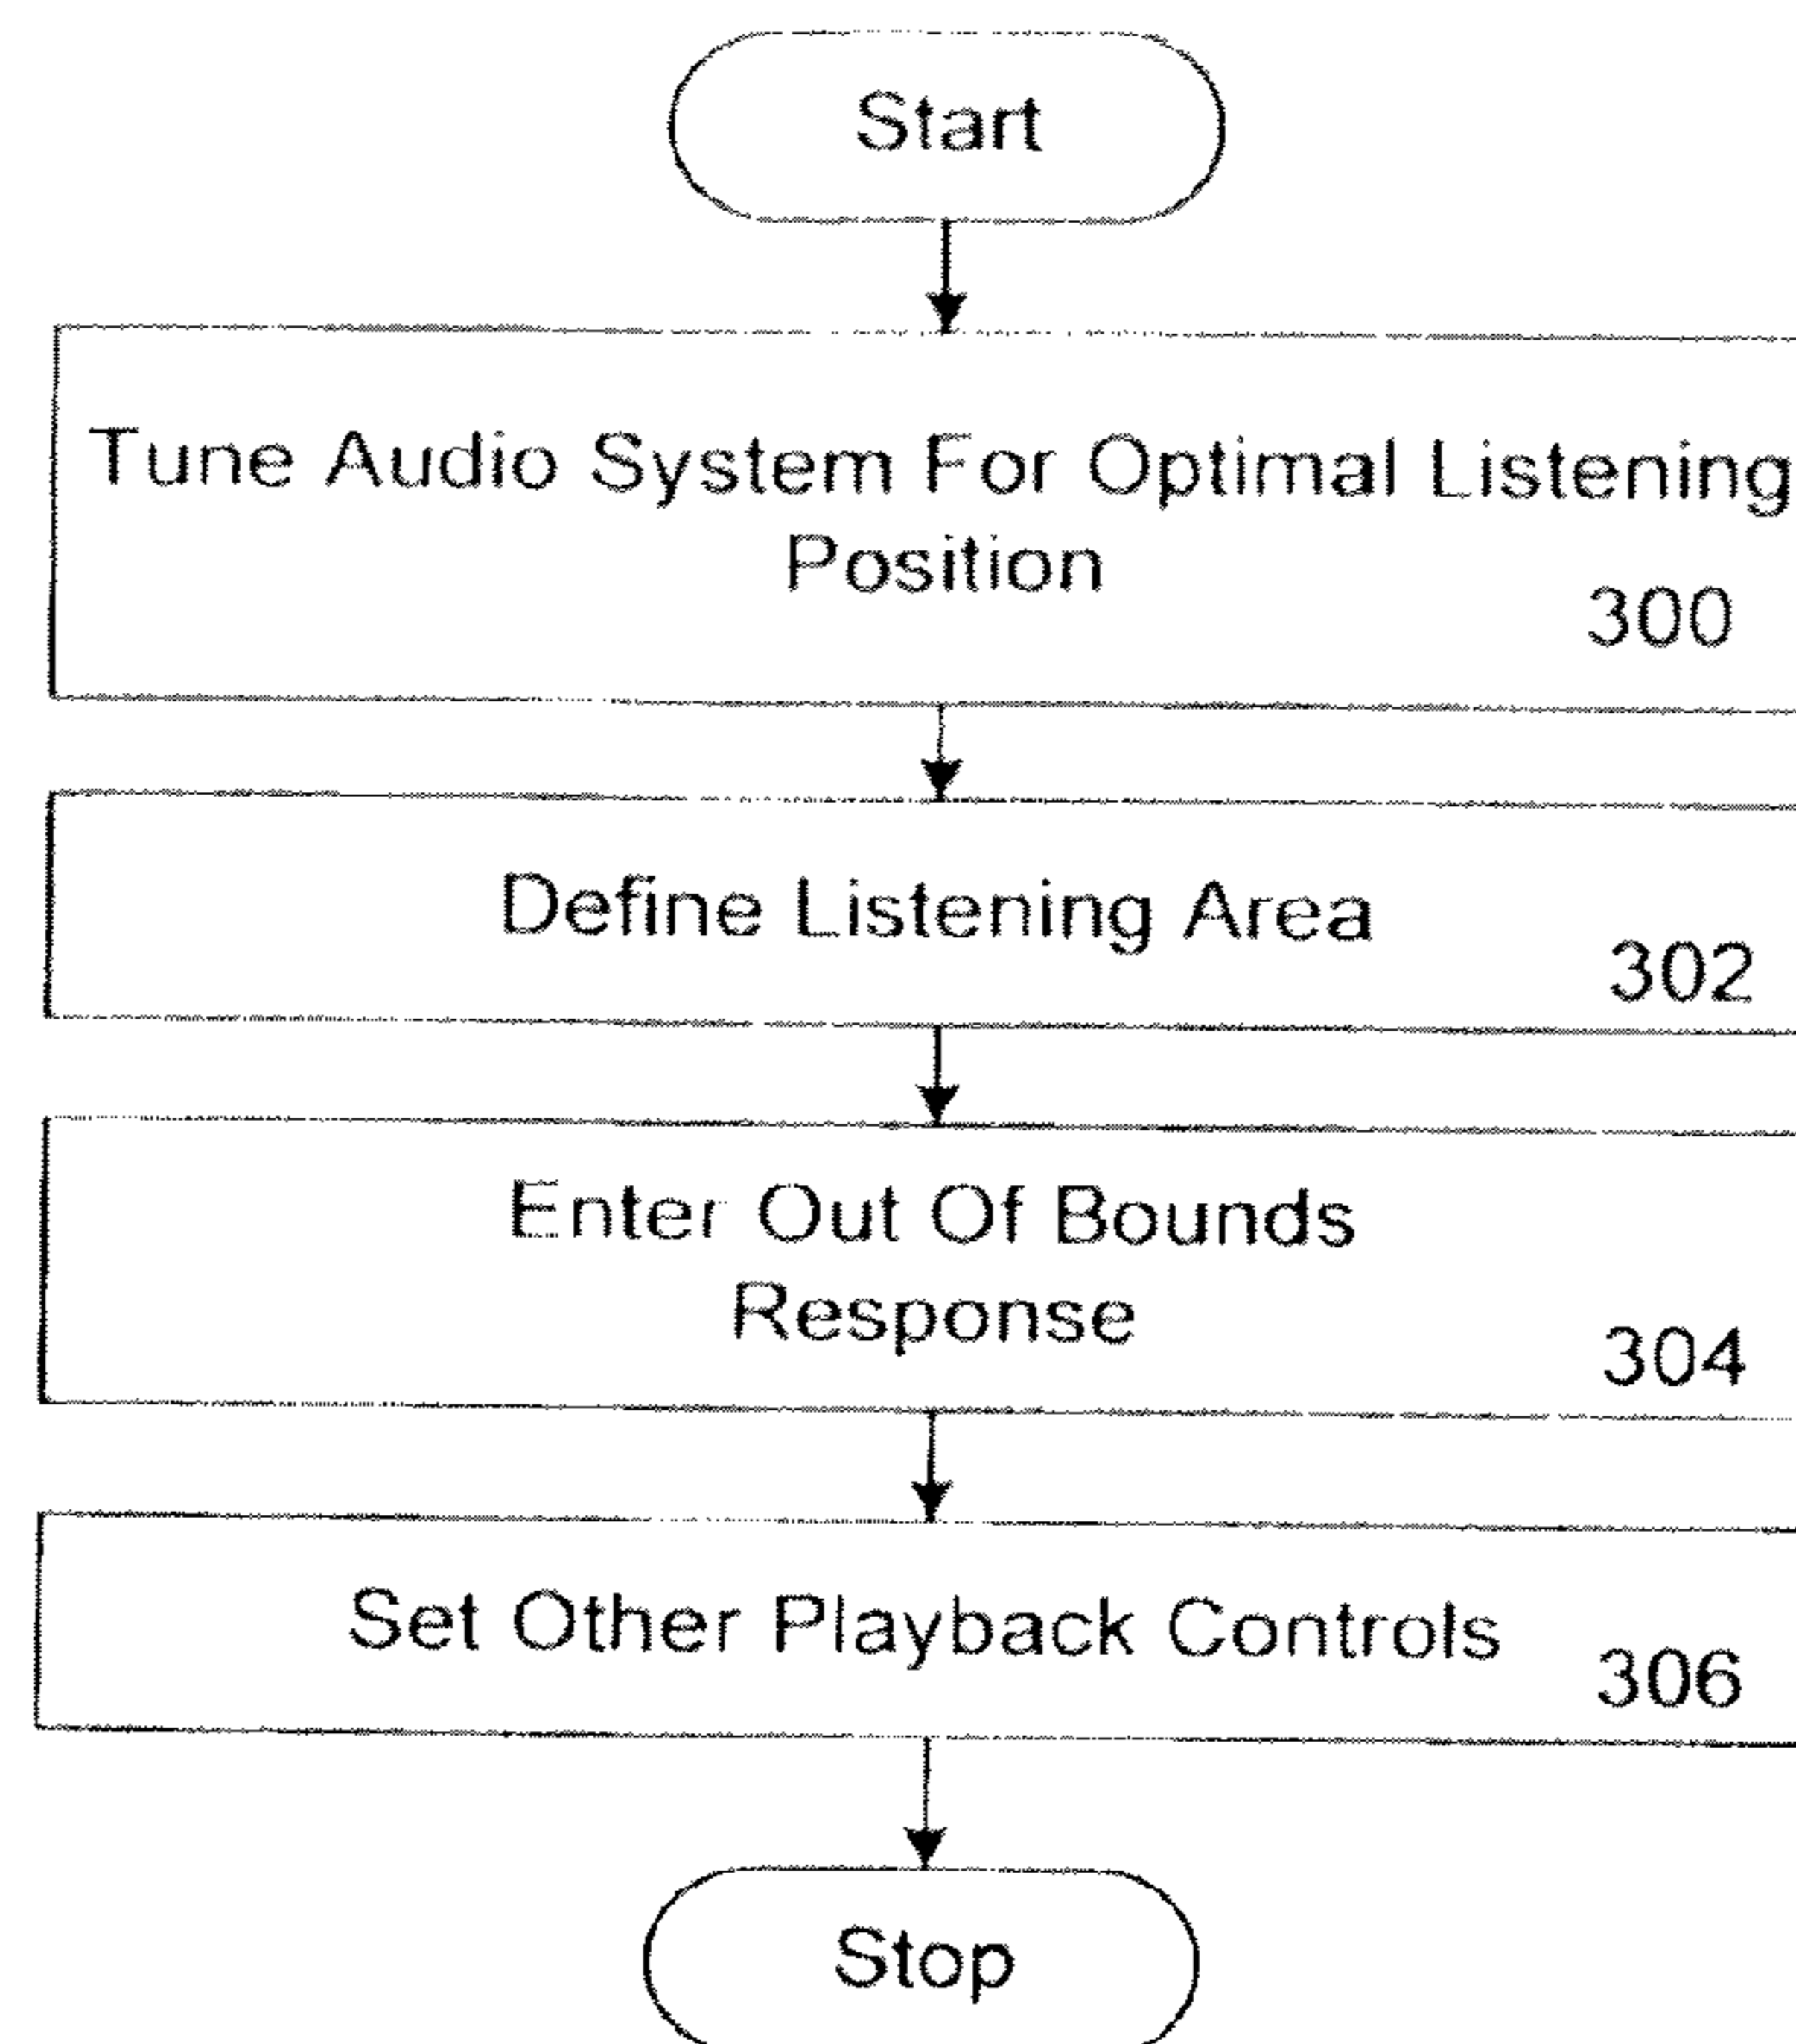 Start
Tune Audio System For Optimal Listening
Position
300
Define Listening Area
302
Enter Out Of Bounds
Response
304
Set Other Playback Controls
306
Stop